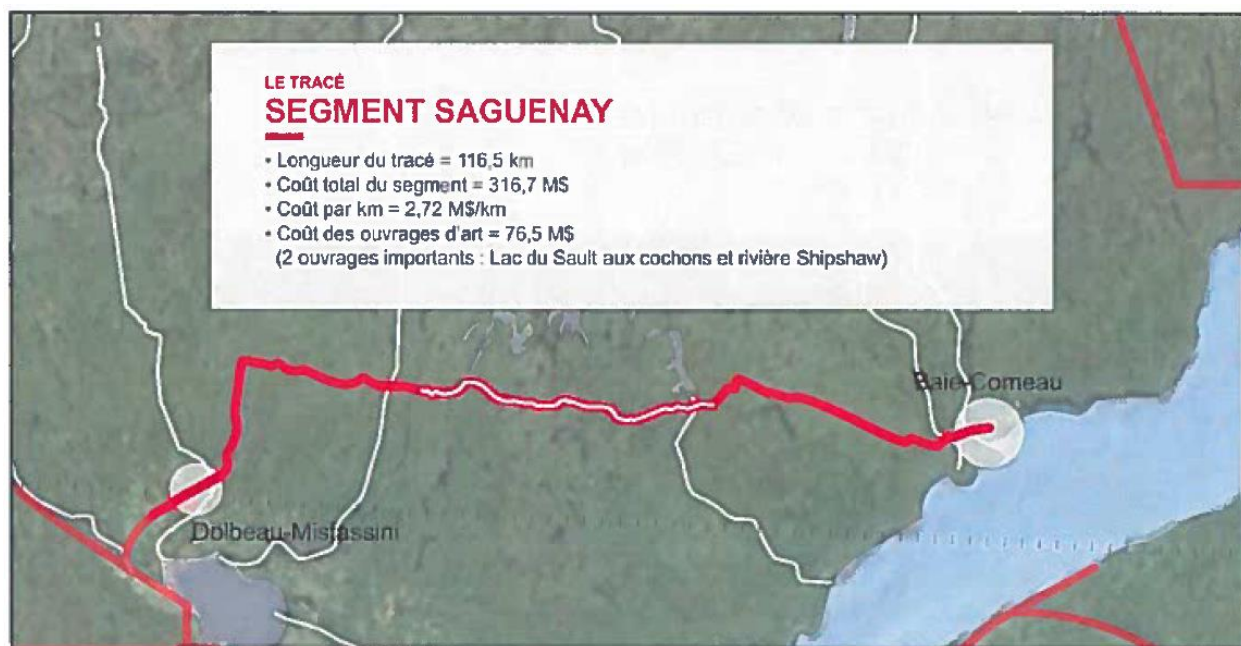 LE TRACÉ
SEGMENT SAGUENAY
• Longueur du tracé = 116,5 km
• Coût total du segment = 316,7 M$
• Coût par km = 2,72 M$/km
• Coût des ouvrages d'art = 76,5 M$
(2 ouvrages importants : Lac du Sault aux cochons et rivière Shipshaw)
Baie-Comeau
Dolbeau-Mistassini